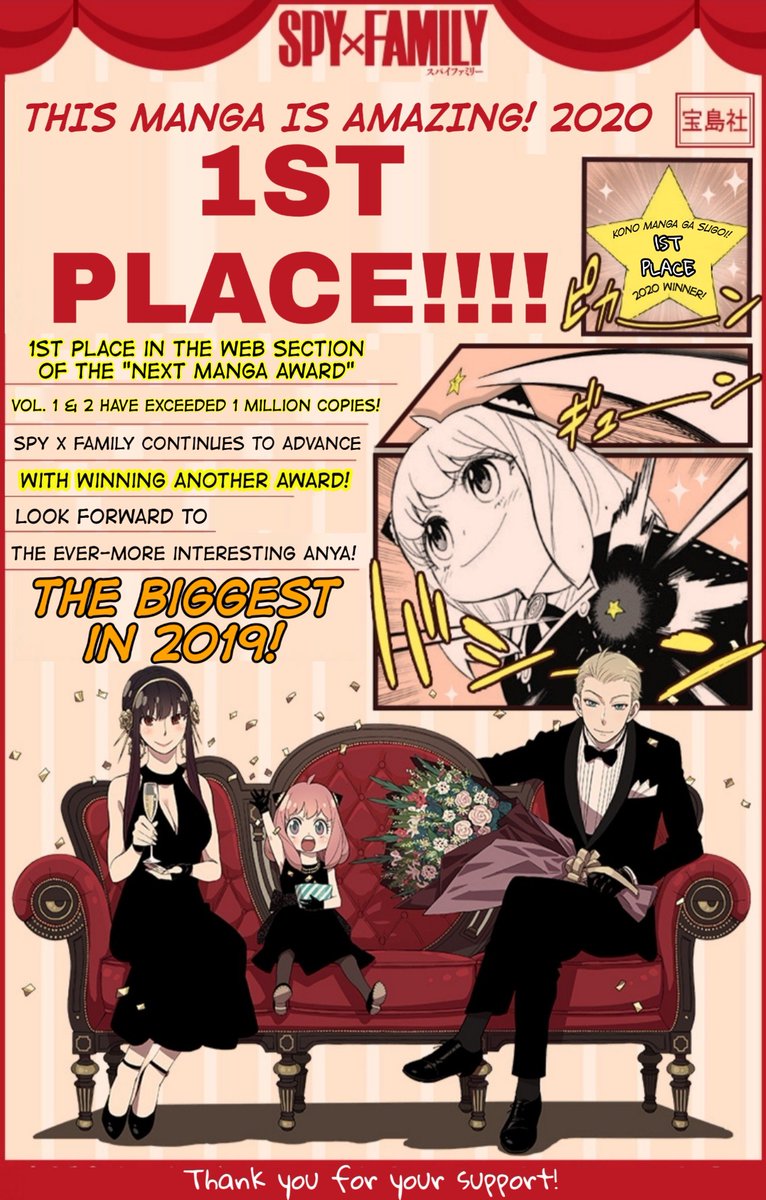 SPY×FAMILY
スパイファミリー
THIS MANGA IS AMAZING! 2020
宝島社
1ST
PLACE!!!!
KONO MANGA GA SUGOI!
1ST
PLACE
2020 WINNER!
ピカーーン
1ST PLACE IN THE WEB SECTION
OF THE "NEXT MANGA AWARD"
VOL. 1 & 2 HAVE EXCEEDED 1 MILLION COPIES!
SPY X FAMILY CONTINUES TO ADVANCE
WITH WINNING ANOTHER AWARD!
LOOK FORWARD TO
THE EVER-MORE INTERESTING ANYA!
THE BIGGEST
IN 2019!
ギューーン
ドシーーン
Thank you for your support!